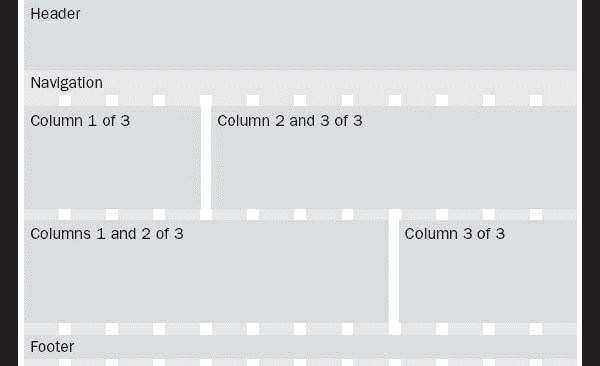 Header
Navigation
Column 1 of 3
Column 2 and 3 of 3
Columns 1 and 2 of 3
Column 3 of 3
Footer